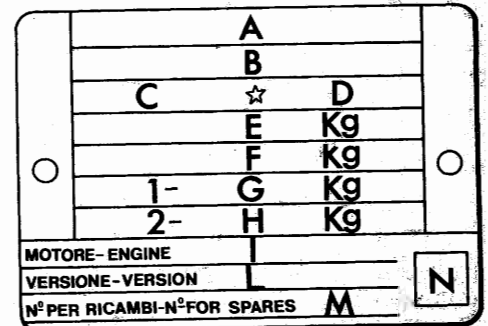 A
B
C ☆ D
E Kg
F Kg
1- G Kg
2- H Kg
MOTORE-ENGINE I
VERSIONE-VERSION L
Nº PER RICAMBI-Nº FOR SPARES M
N